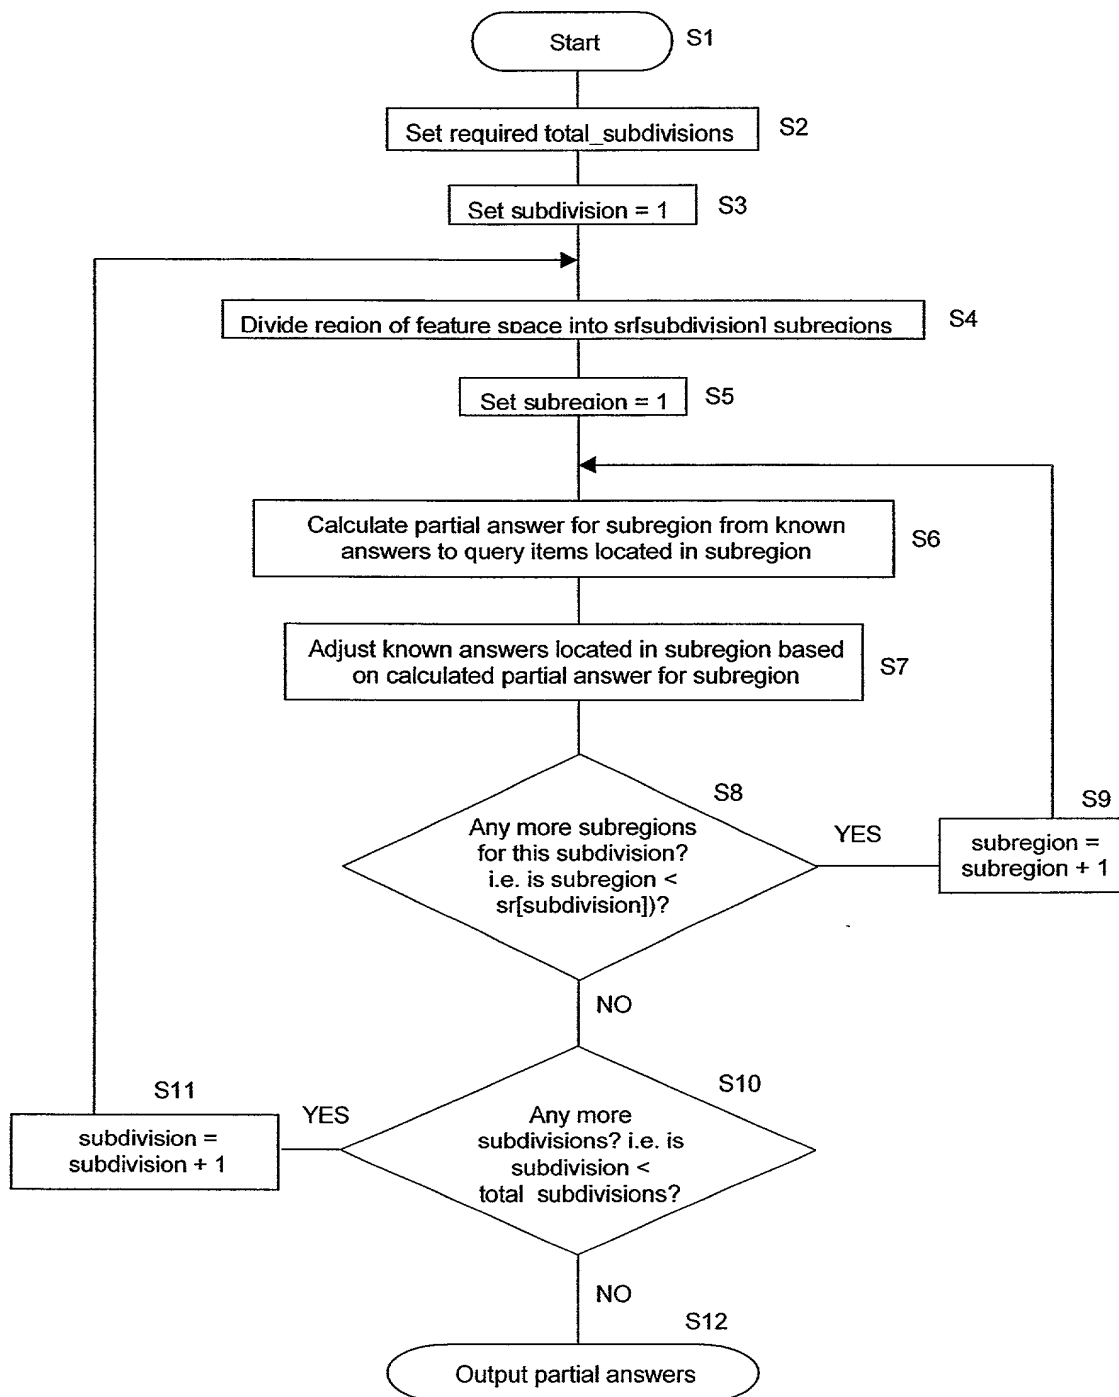 Start
S1
Set required total_subdivisions
S2
Set subdivision = 1
S3
Divide region of feature space into sr[subdivision] subregions
S4
Set subregion = 1
S5
Calculate partial answer for subregion from known
answers to query items located in subregion
S6
Adjust known answers located in subregion based
on calculated partial answer for subregion
S7
S8
Any more subregions
for this subdivision?
i.e. is subregion <
sr[subdivision])?
YES
S9
subregion =
subregion + 1
NO
S10
Any more
subdivisions? i.e. is
subdivision <
total_subdivisions?
YES
S11
subdivision =
subdivision + 1
NO
S12
Output partial answers